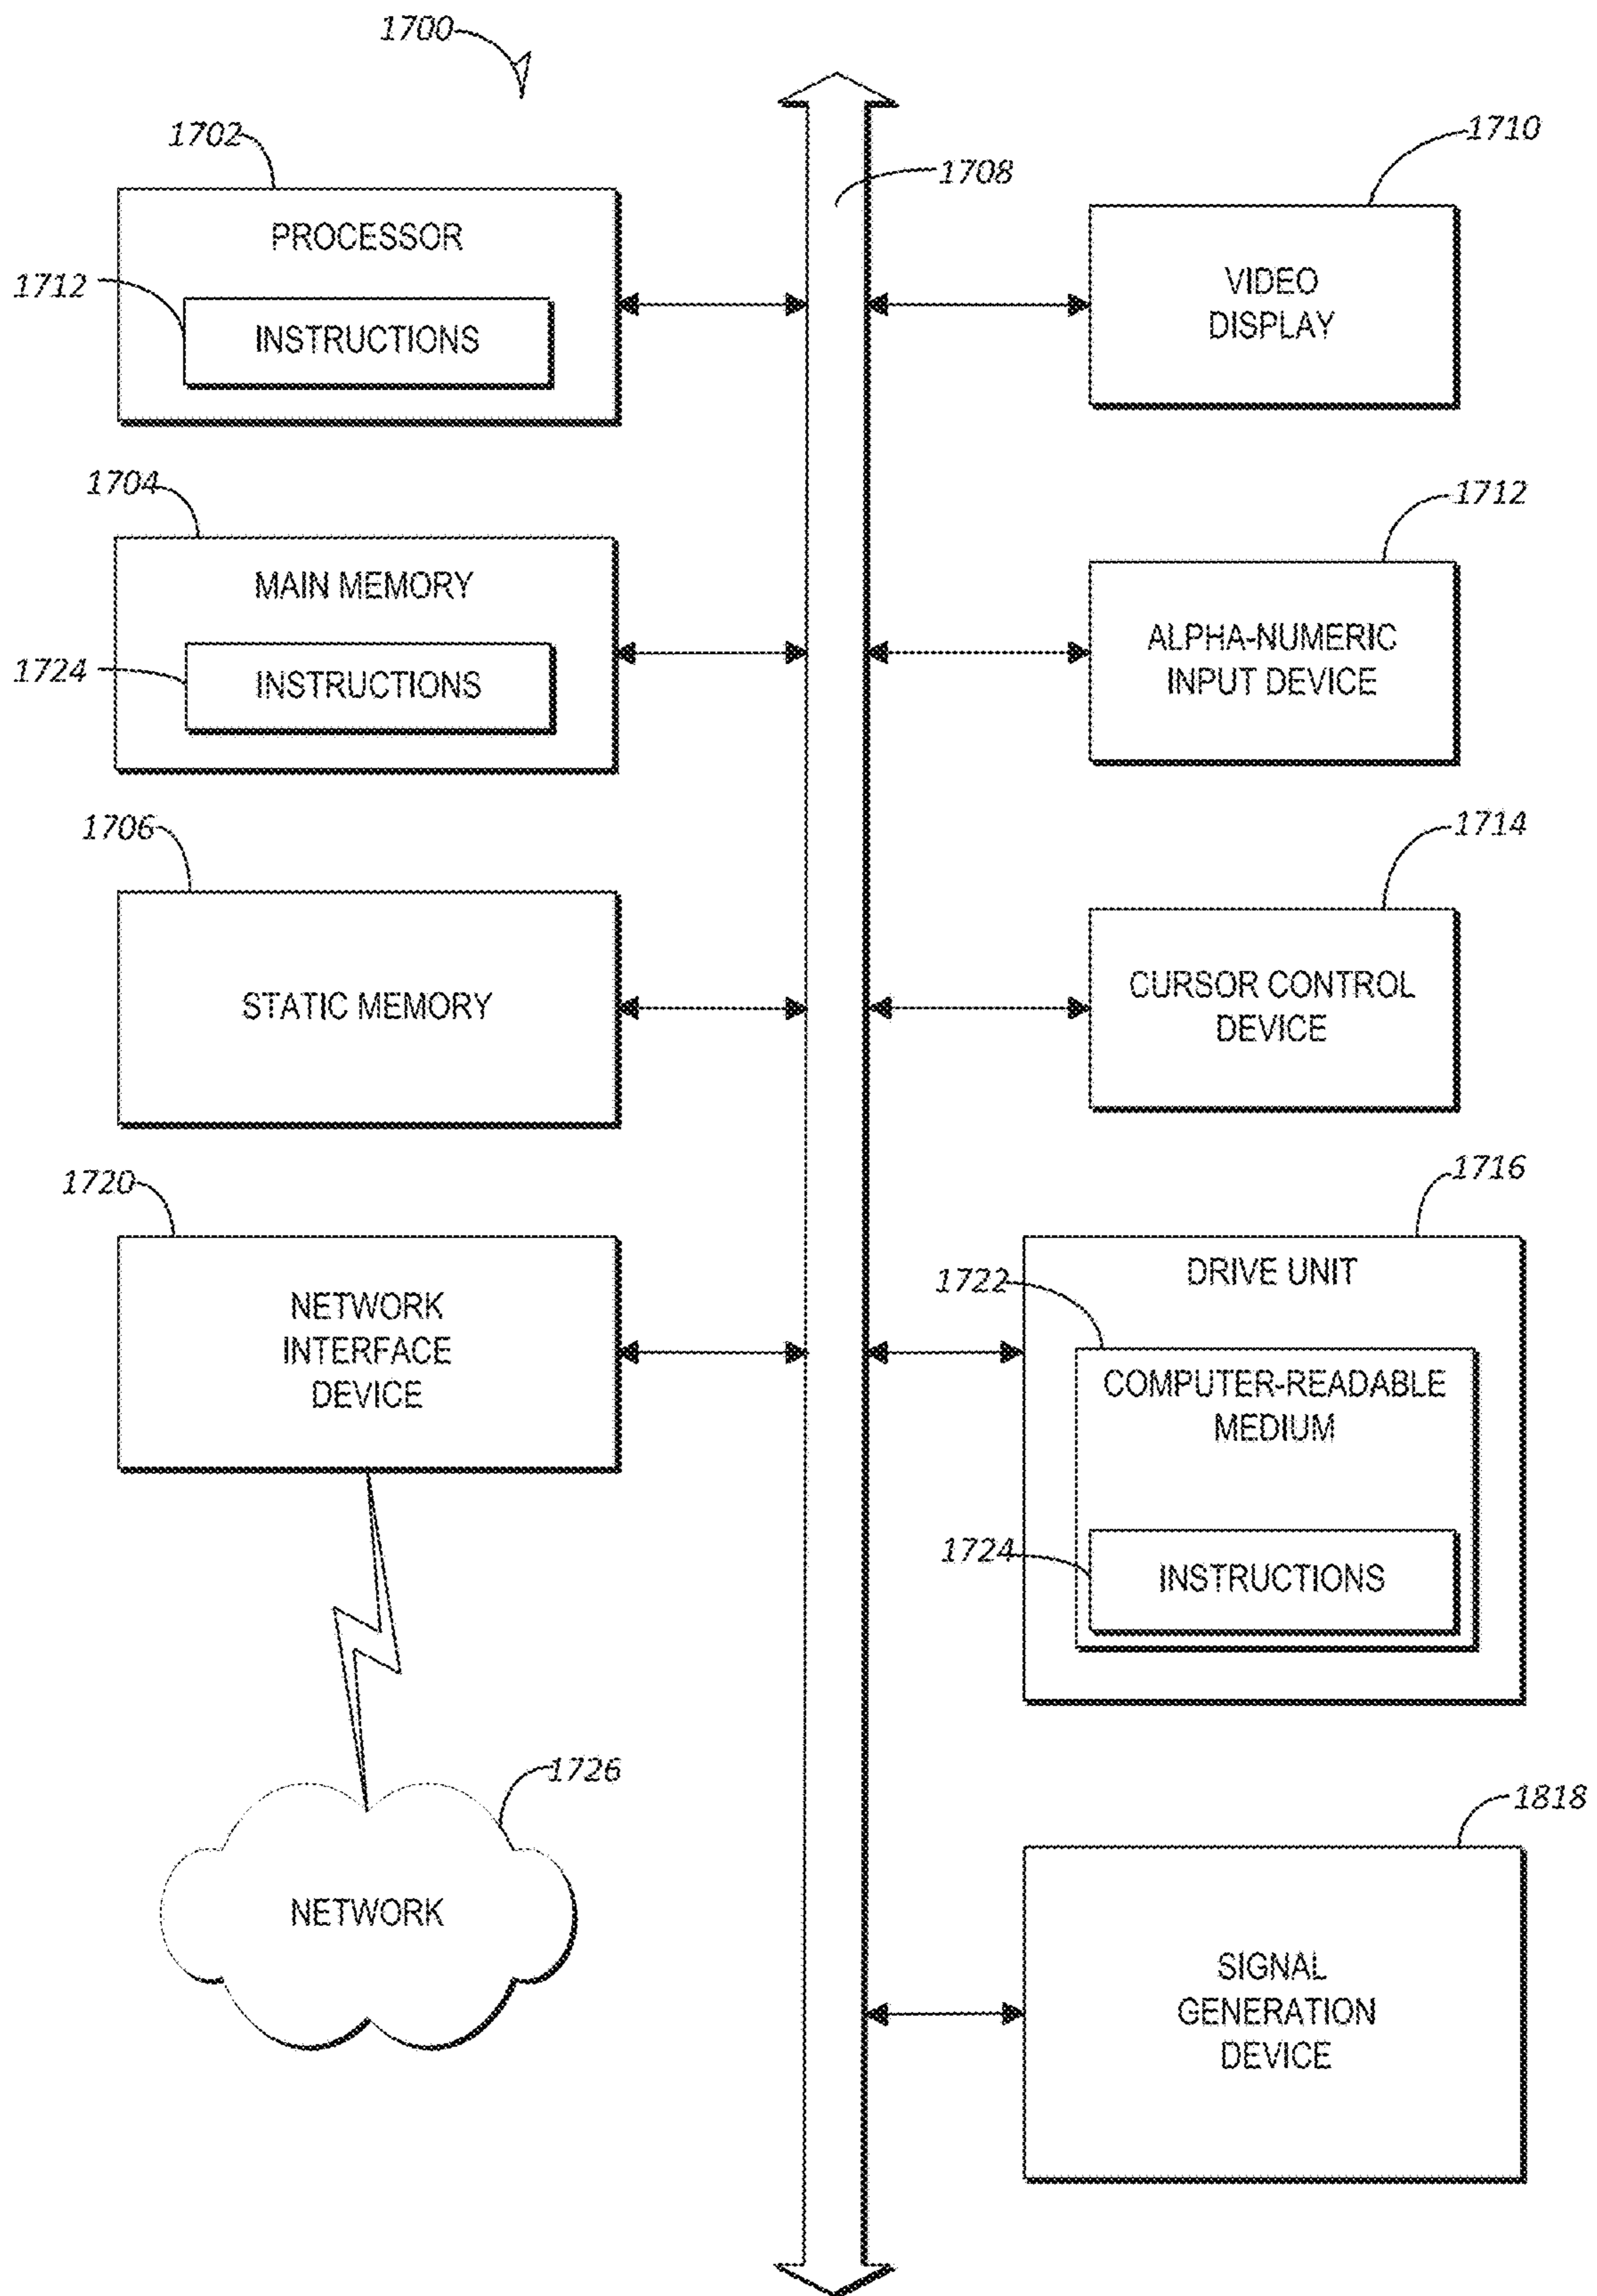 1700
1702
PROCESSOR
1712
INSTRUCTIONS
1708
1710
VIDEO
DISPLAY
1704
MAIN MEMORY
1724
INSTRUCTIONS
1712
ALPHA-NUMERIC
INPUT DEVICE
1706
STATIC MEMORY
1714
CURSOR CONTROL
DEVICE
1720
NETWORK
INTERFACE
DEVICE
1716
DRIVE UNIT
1722
COMPUTER-READABLE
MEDIUM
1724
INSTRUCTIONS
1726
NETWORK
1818
SIGNAL
GENERATION
DEVICE